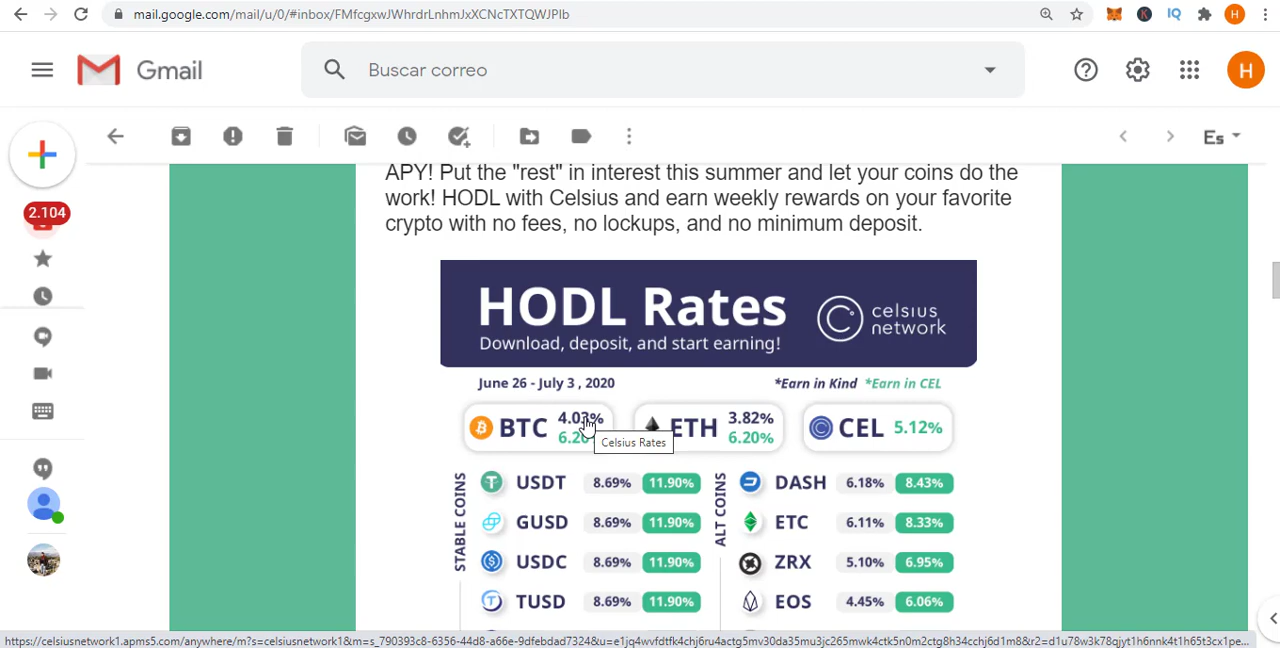 mail.google.com/mail/u/0/#inbox/FMfcgxwJWhrdrLnhmJxXCNcTXTQWJPlb
IQ
H
Gmail
Buscar correo
H
Es
2.104
APY! Put the "rest" in interest this summer and let your coins do the
work! HODL with Celsius and earn weekly rewards on your favorite
crypto with no fees, no lockups, and no minimum deposit.
HODL Rates
Download, deposit, and start earning!
celsius
network
June 26 - July 3 , 2020
*Earn in Kind *Earn in CEL
BTC 4.03%
ETH 3.82%
6.20%
CEL 5.12%
Celsius Rates
STABLE COINS
USDT 8.69% 11.90%
GUSD 8.69% 11.90%
USDC 8.69% 11.90%
TUSD 8.69% 11.90%
ALT COINS
DASH 6.18% 8.43%
ETC 6.11% 8.33%
ZRX 5.10% 6.95%
EOS 4.45% 6.06%